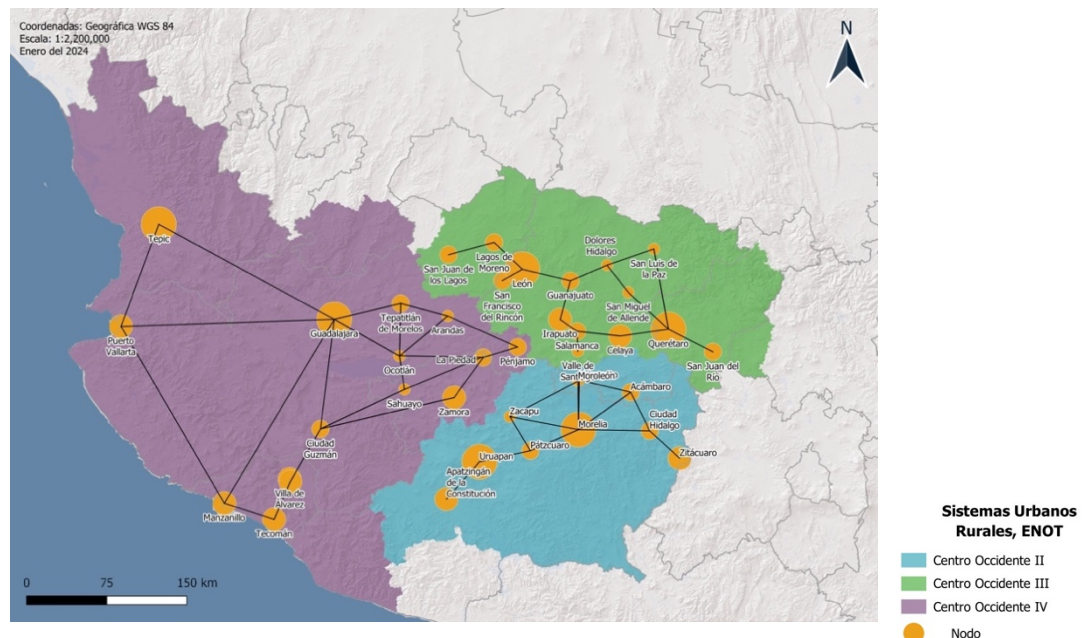 Coordenadas: Geográfica WGS 84
Escala: 1:2,200,000
Enero del 2024
N
Tepic
Puerto
Vallarta
Guadalajara
Tepatitlán
de Morelos
Arandas
Ocotlán
La Piedad
Pénjamo
Sahuayo
Zamora
Ciudad
Guzmán
Villa de
Álvarez
Manzanillo
Tecomán
San Juan de
los Lagos
Lagos de
Moreno
León
San
Francisco
del Rincón
Guanajuato
Dolores
Hidalgo
San Luis de
la Paz
San Miguel
de Allende
Irapuato
Salamanca
Celaya
Querétaro
San Juan del
Río
Valle de
Sant
Moroleón
Acámbaro
Zacapu
Morelia
Ciudad
Hidalgo
Pátzcuaro
Zitácuaro
Uruapan
Apatzingán
de la
Constitución
0 75 150 km
Sistemas Urbanos
Rurales, ENOT
Centro Occidente II
Centro Occidente III
Centro Occidente IV
Nodo